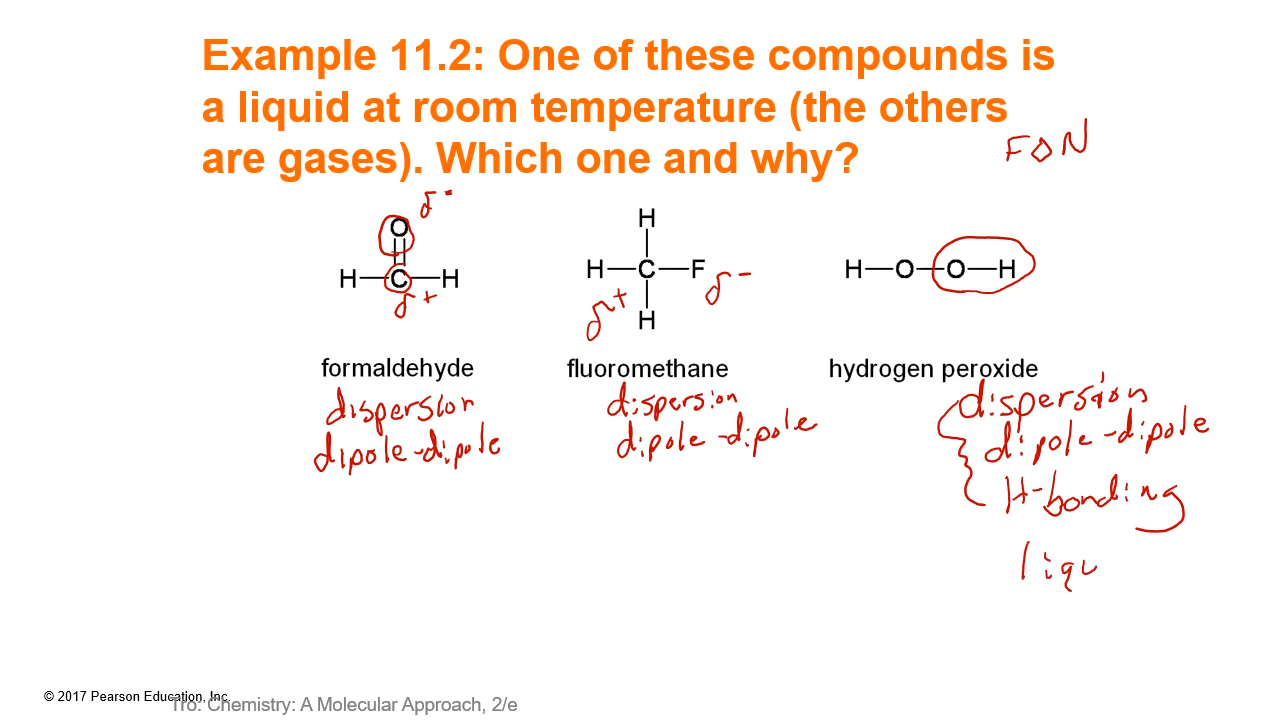 Example 11.2: One of these compounds is
a liquid at room temperature (the others
are gases). Which one and why?
FON
δ-
O
H C H
δ+
H
H C F
δ-
δ+
H
H O O H
formaldehyde
fluoromethane
hydrogen peroxide
dispersion
dipole-dipole
dispersion
dipole-dipole
dispersion
dipole-dipole
H-bonding
liqu
© 2017 Pearson Education, Inc.
Tro: Chemistry: A Molecular Approach, 2/e